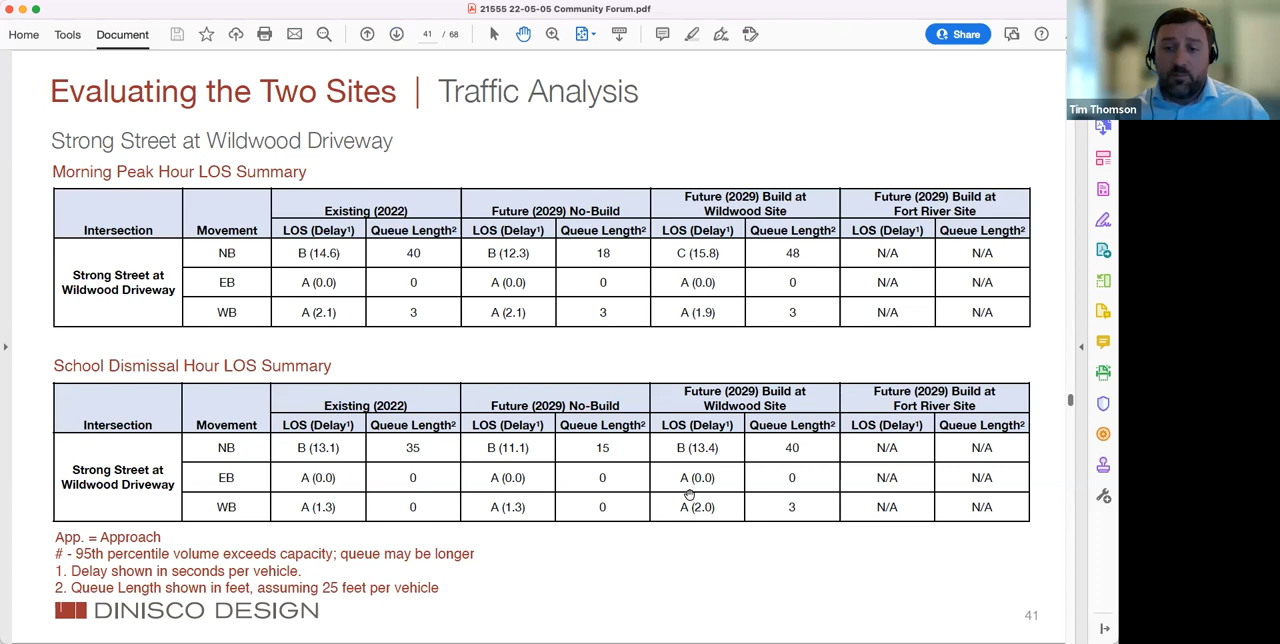 21555 22-05-05 Community Forum.pdf
Home Tools Document 41 / 68 Share
Tim Thomson
Evaluating the Two Sites | Traffic Analysis
Strong Street at Wildwood Driveway
Morning Peak Hour LOS Summary
Intersection Movement Existing (2022) Future (2029) No-Build Future (2029) Build at Wildwood Site Future (2029) Build at Fort River Site
LOS (Delay¹) Queue Length² LOS (Delay¹) Queue Length² LOS (Delay¹) Queue Length² LOS (Delay¹) Queue Length²
Strong Street at Wildwood Driveway
NB B (14.6) 40 B (12.3) 18 C (15.8) 48 N/A N/A
EB A (0.0) 0 A (0.0) 0 A (0.0) 0 N/A N/A
WB A (2.1) 3 A (2.1) 3 A (1.9) 3 N/A N/A
School Dismissal Hour LOS Summary
Intersection Movement Existing (2022) Future (2029) No-Build Future (2029) Build at Wildwood Site Future (2029) Build at Fort River Site
LOS (Delay¹) Queue Length² LOS (Delay¹) Queue Length² LOS (Delay¹) Queue Length² LOS (Delay¹) Queue Length²
Strong Street at Wildwood Driveway
NB B (13.1) 35 B (11.1) 15 B (13.4) 40 N/A N/A
EB A (0.0) 0 A (0.0) 0 A (0.0) 0 N/A N/A
WB A (1.3) 0 A (1.3) 0 A (2.0) 3 N/A N/A
App. = Approach
# - 95th percentile volume exceeds capacity; queue may be longer
1. Delay shown in seconds per vehicle.
2. Queue Length shown in feet, assuming 25 feet per vehicle
DINISCO DESIGN
41